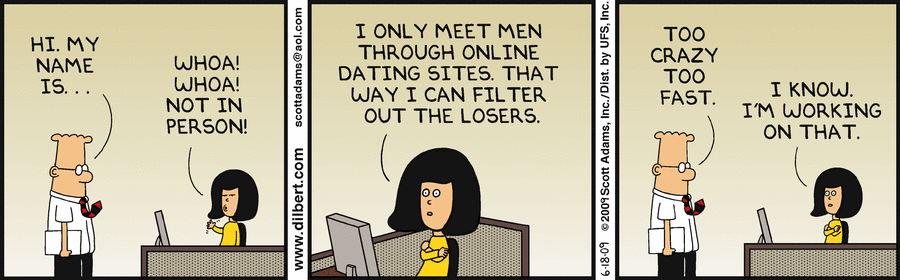 HI. MY
NAME
IS...
WHOA!
WHOA!
NOT IN
PERSON!
www.dilbert.com scottadams@aol.com
I ONLY MEET MEN
THROUGH ONLINE
DATING SITES. THAT
WAY I CAN FILTER
OUT THE LOSERS.
6-18-09 ©2009 Scott Adams, Inc./Dist. by UFS, Inc.
TOO
CRAZY
TOO
FAST.
I KNOW.
I'M WORKING
ON THAT.